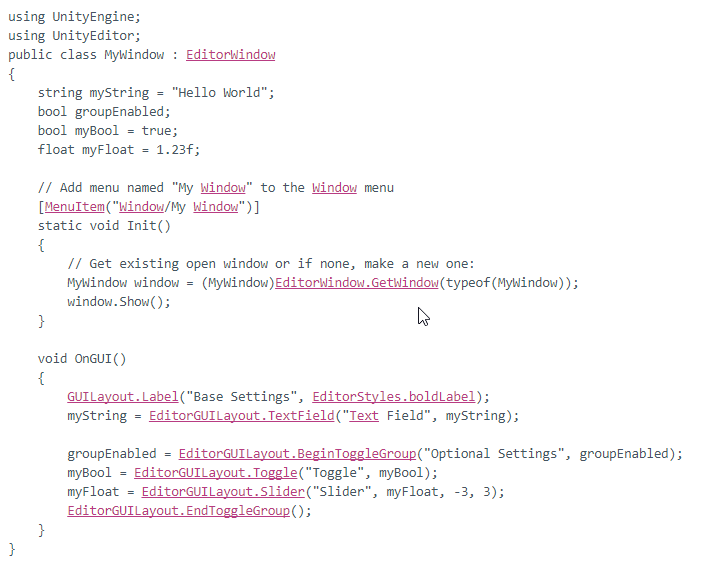 using UnityEngine;
using UnityEditor;
public class MyWindow : EditorWindow
{
    string myString = "Hello World";
    bool groupEnabled;
    bool myBool = true;
    float myFloat = 1.23f;

    // Add menu named "My Window" to the Window menu
    [MenuItem("Window/My Window")]
    static void Init()
    {
        // Get existing open window or if none, make a new one:
        MyWindow window = (MyWindow)EditorWindow.GetWindow(typeof(MyWindow));
        window.Show();
    }

    void OnGUI()
    {
        GUILayout.Label("Base Settings", EditorStyles.boldLabel);
        myString = EditorGUILayout.TextField("Text Field", myString);

        groupEnabled = EditorGUILayout.BeginToggleGroup("Optional Settings", groupEnabled);
        myBool = EditorGUILayout.Toggle("Toggle", myBool);
        myFloat = EditorGUILayout.Slider("Slider", myFloat, -3, 3);
        EditorGUILayout.EndToggleGroup();
    }
}